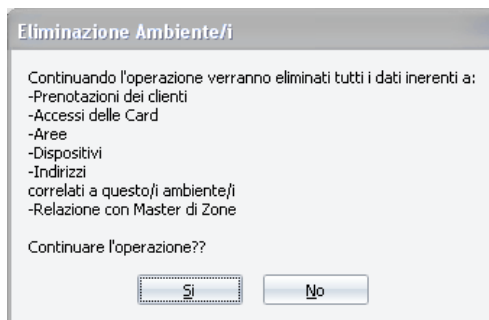 Eliminazione Ambiente/i
Continuando l'operazione verranno eliminati tutti i dati inerenti a:
-Prenotazioni dei clienti
-Accessi delle Card
-Aree
-Dispositivi
-Indirizzi
correlati a questo/i ambiente/i
-Relazione con Master di Zone
Continuare l'operazione??
Si
No